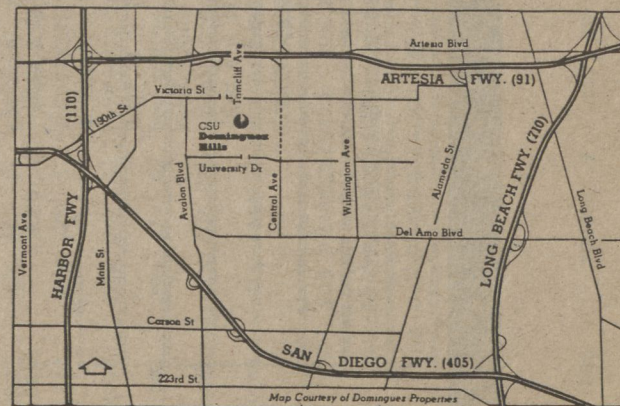 Artesia Blvd
ARTESIA FWY. (91)
Tamcliff Ave
Victoria St
190th St
(110)
CSU
Dominguez
Hills
University Dr
Avalon Blvd
Central Ave
Wilmington Ave
Alameda St
LONG BEACH FWY. (710)
Long Beach Blvd
Vermont Ave
HARBOR FWY
Main St
Del Amo Blvd
Carson St
SAN DIEGO FWY. (405)
223rd St
Map Courtesy of Dominguez Properties